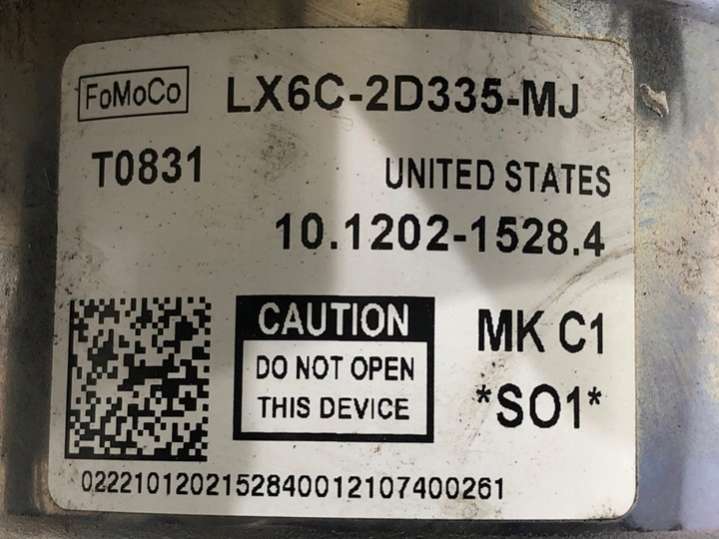 FoMoCo LX6C-2D335-MJ
T0831 UNITED STATES
10.1202-1528.4
CAUTION
DO NOT OPEN
THIS DEVICE
MK C1
*SO1*
0222101202152840012107400261